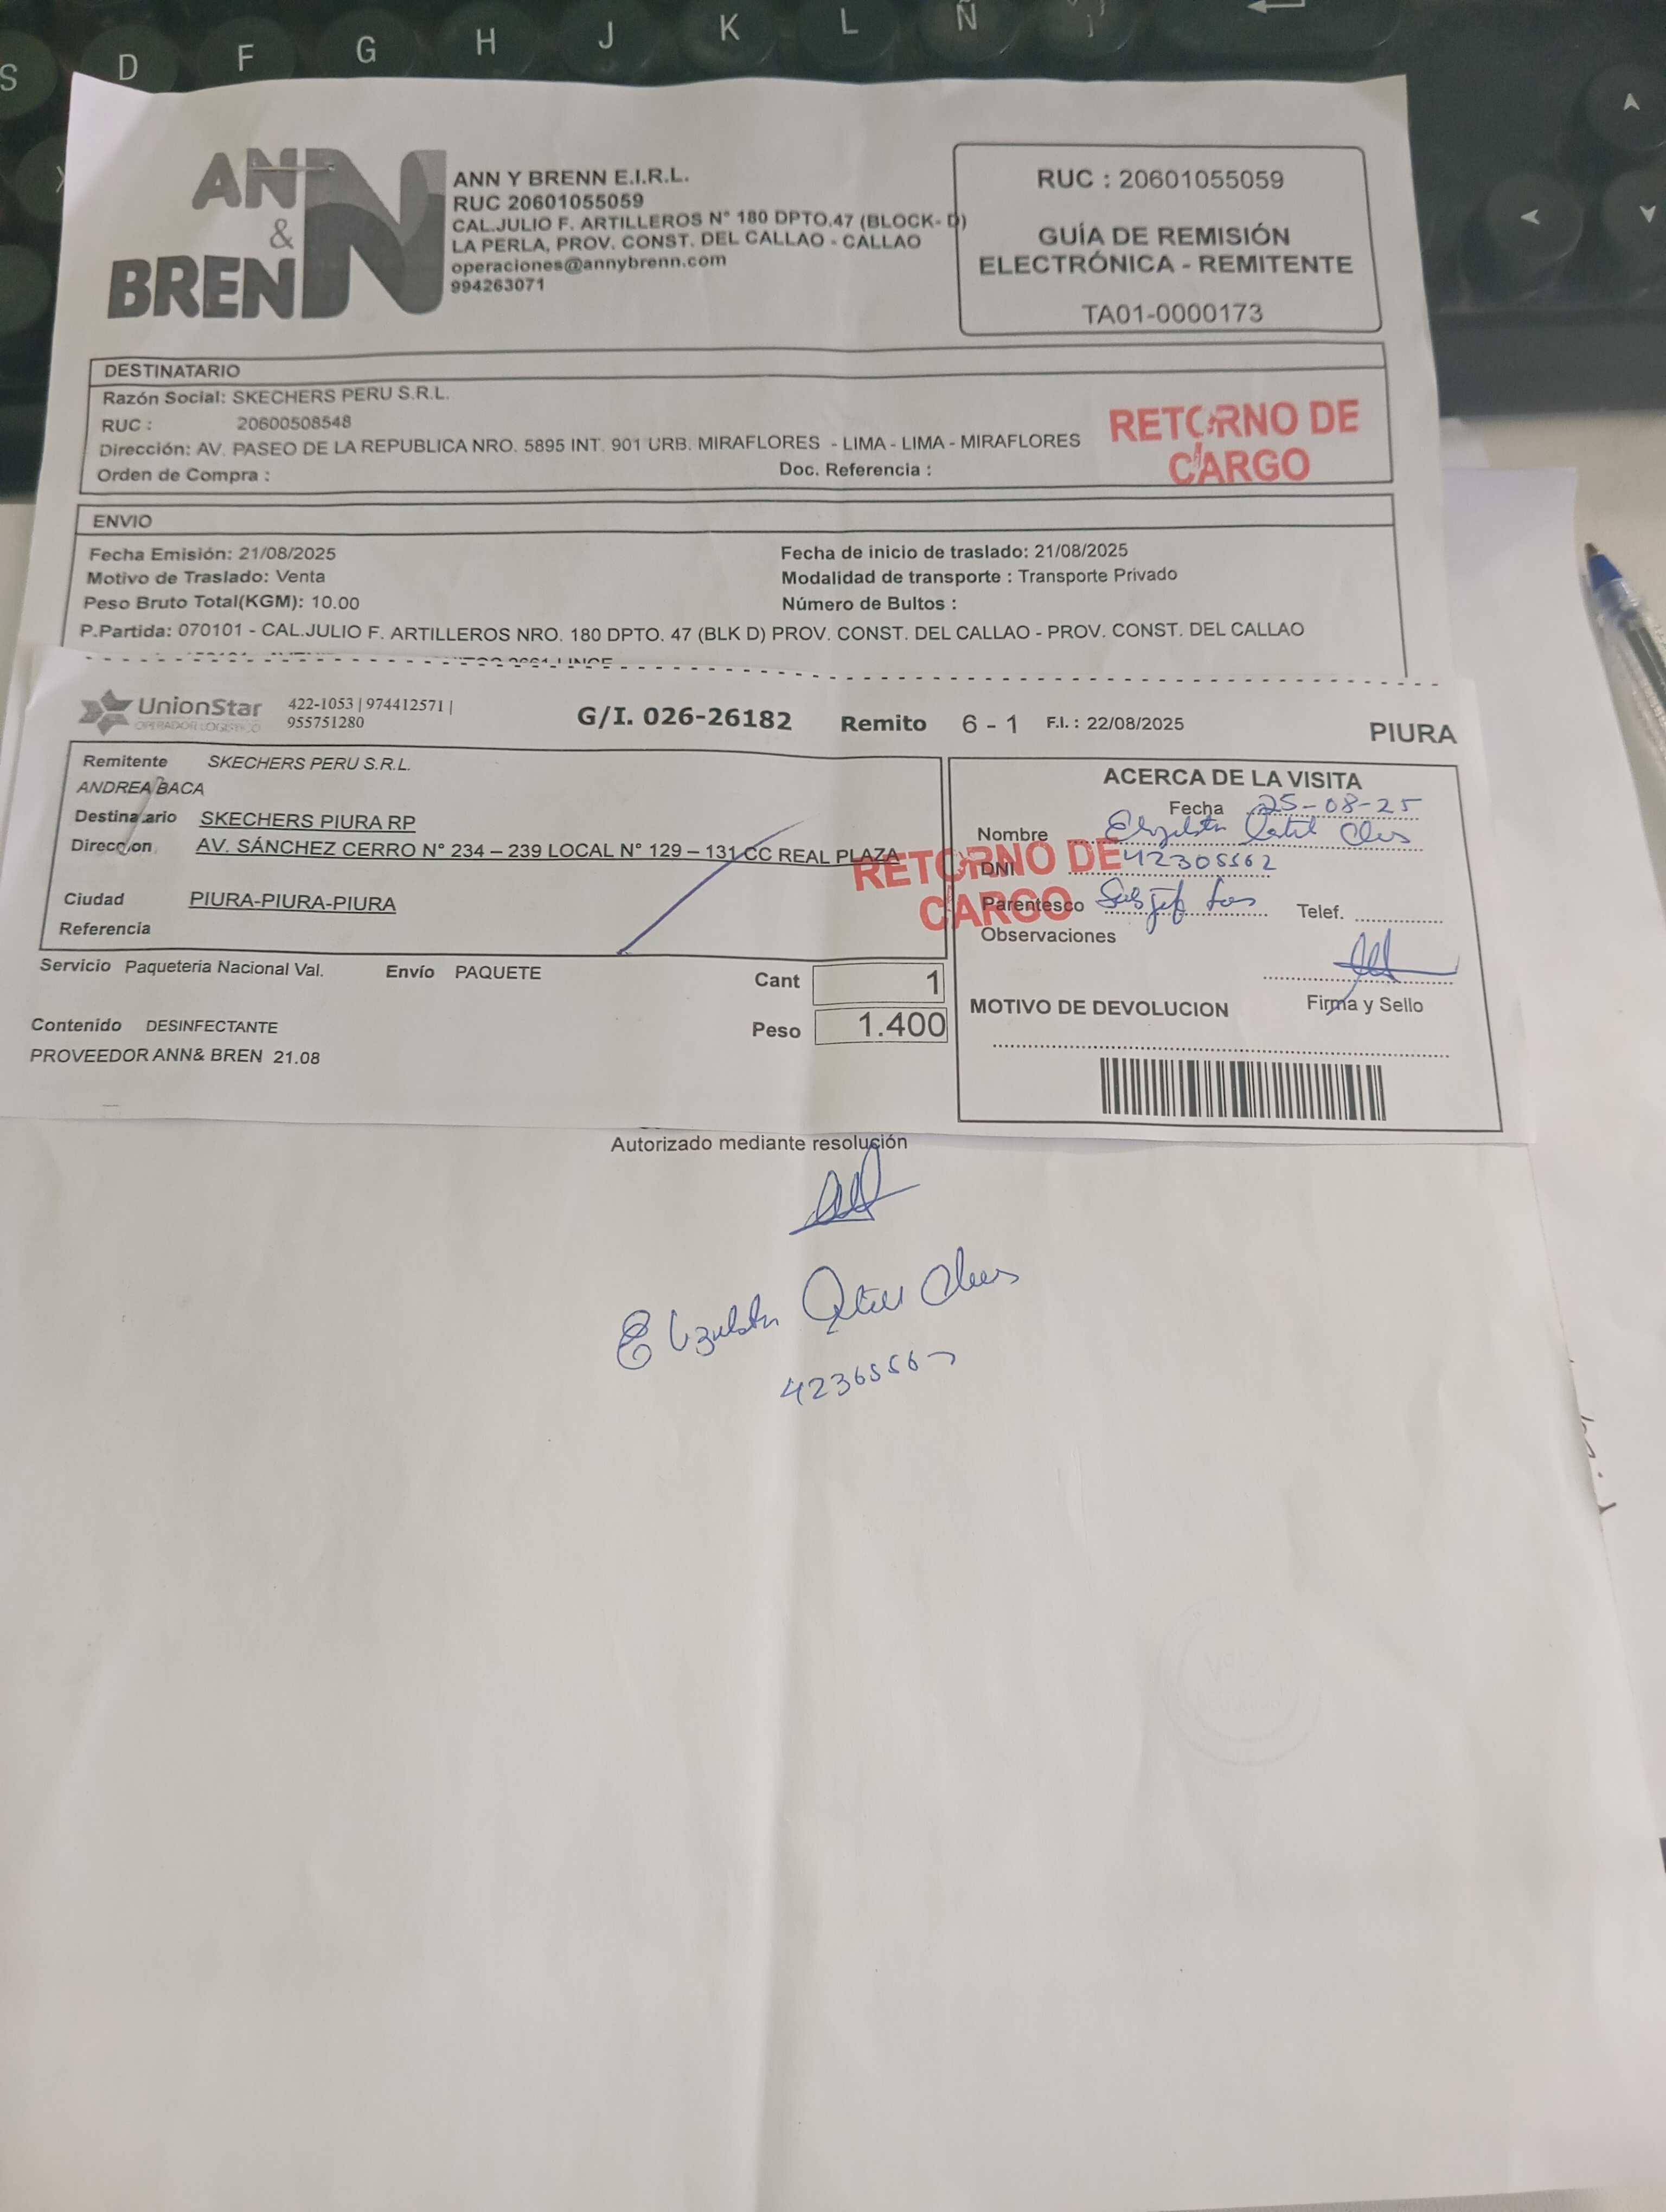 S D F G H J K L Ñ
ANN & BRENN
ANN Y BRENN E.I.R.L.
RUC 20601055059
CAL.JULIO F. ARTILLEROS N° 180 DPTO.47 (BLOCK- D)
LA PERLA, PROV. CONST. DEL CALLAO - CALLAO
operaciones@annybrenn.com
994263071
RUC : 20601055059
GUÍA DE REMISIÓN
ELECTRÓNICA - REMITENTE
TA01-0000173
DESTINATARIO
Razón Social: SKECHERS PERU S.R.L.
RUC : 20600508548
Dirección: AV. PASEO DE LA REPUBLICA NRO. 5895 INT. 901 URB. MIRAFLORES - LIMA - LIMA - MIRAFLORES
Orden de Compra : Doc. Referencia :
RETORNO DE
CARGO
ENVIO
Fecha Emisión: 21/08/2025 Fecha de inicio de traslado: 21/08/2025
Motivo de Traslado: Venta Modalidad de transporte : Transporte Privado
Peso Bruto Total(KGM): 10.00 Número de Bultos :
P.Partida: 070101 - CAL.JULIO F. ARTILLEROS NRO. 180 DPTO. 47 (BLK D) PROV. CONST. DEL CALLAO - PROV. CONST. DEL CALLAO
UnionStar
OPERADOR LOGISTICO
422-1053 | 974412571 |
955751280
G/I. 026-26182 Remito 6 - 1 F.I. : 22/08/2025 PIURA
Remitente SKECHERS PERU S.R.L.
ANDREA BACA
Destinatario SKECHERS PIURA RP
Direccion AV. SÁNCHEZ CERRO N° 234 – 239 LOCAL N° 129 – 131 CC REAL PLAZA
Ciudad PIURA-PIURA-PIURA
Referencia
Servicio Paqueteria Nacional Val. Envío PAQUETE
Cant 1
Peso 1.400
Contenido DESINFECTANTE
PROVEEDOR ANN& BREN 21.08
ACERCA DE LA VISITA
Fecha 25-08-25
Nombre
DNI 42305562
Parentesco
Telef.
Observaciones
RETORNO DE
CARGO
Firma y Sello
MOTIVO DE DEVOLUCION
Autorizado mediante resolución